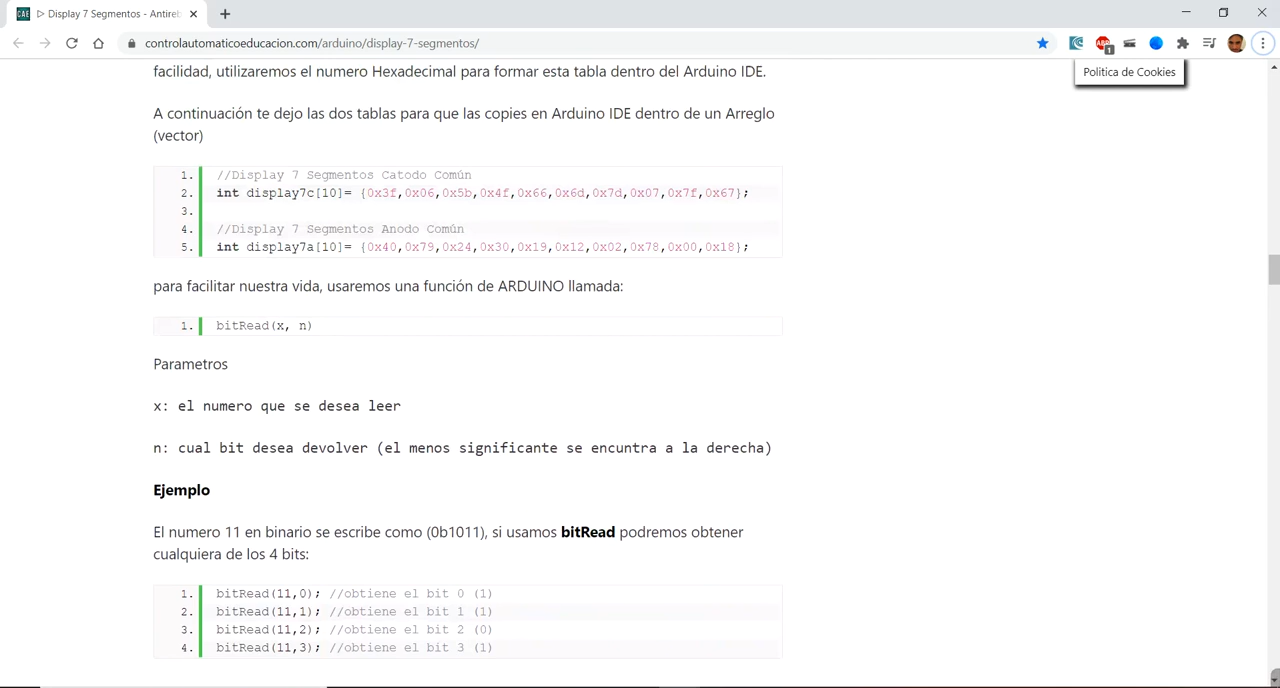 CAE ▷ Display 7 Segmentos - Antireb
controlautomaticoeducacion.com/arduino/display-7-segmentos/
ABP 1
Politica de Cookies
facilidad, utilizaremos el numero Hexadecimal para formar esta tabla dentro del Arduino IDE.
A continuación te dejo las dos tablas para que las copies en Arduino IDE dentro de un Arreglo
(vector)
1. //Display 7 Segmentos Catodo Común
2. int display7c[10]= {0x3f,0x06,0x5b,0x4f,0x66,0x6d,0x7d,0x07,0x7f,0x67};
3.
4. //Display 7 Segmentos Anodo Común
5. int display7a[10]= {0x40,0x79,0x24,0x30,0x19,0x12,0x02,0x78,0x00,0x18};
para facilitar nuestra vida, usaremos una función de ARDUINO llamada:
1. bitRead(x, n)
Parametros
x: el numero que se desea leer
n: cual bit desea devolver (el menos significante se encuntra a la derecha)
Ejemplo
El numero 11 en binario se escribe como (0b1011), si usamos bitRead podremos obtener
cualquiera de los 4 bits:
1. bitRead(11,0); //obtiene el bit 0 (1)
2. bitRead(11,1); //obtiene el bit 1 (1)
3. bitRead(11,2); //obtiene el bit 2 (0)
4. bitRead(11,3); //obtiene el bit 3 (1)